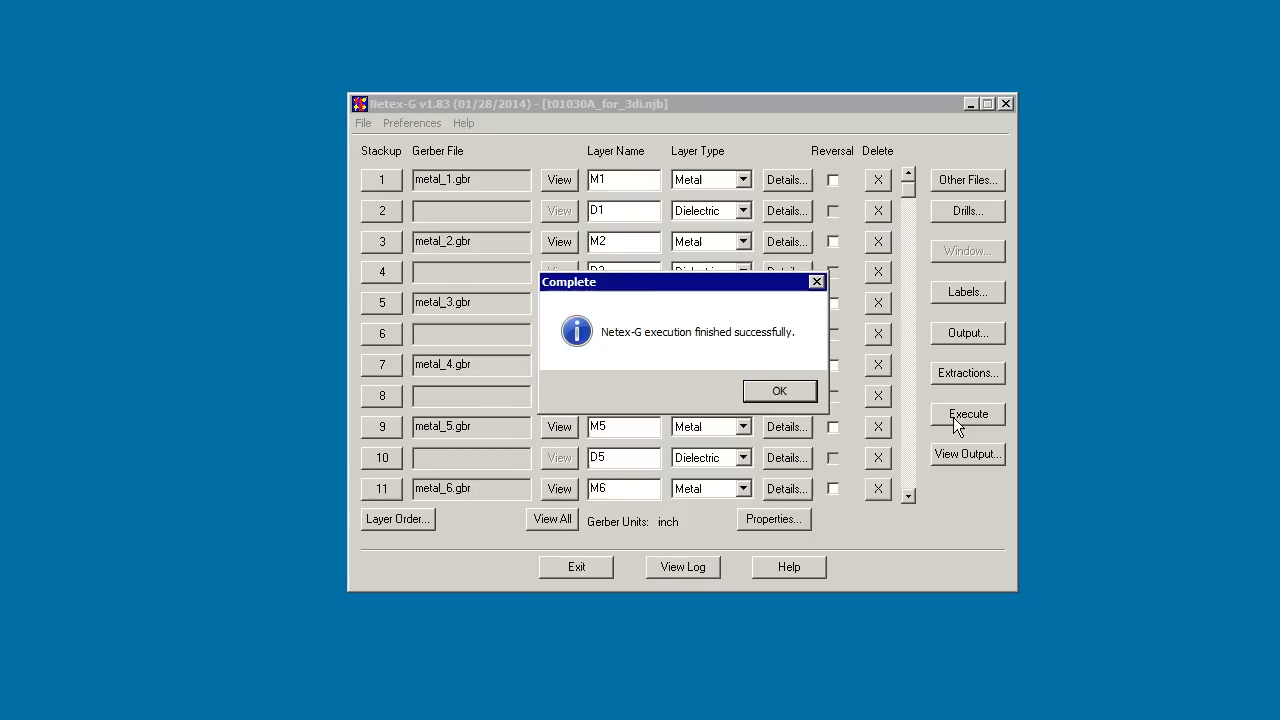 Netex-G v1.83 (01/28/2014) - [t01030A_for_3di.njb]
File Preferences Help
Stackup Gerber File Layer Name Layer Type Reversal Delete
1 metal_1.gbr View M1 Metal Details... X Other Files...
2 View D1 Dielectric Details... X Drills...
3 metal_2.gbr View M2 Metal Details... X Window...
4 X
Complete
5 metal_3.gbr X Labels...
6 Netex-G execution finished successfully. X Output...
7 metal_4.gbr X Extractions...
8 OK X
Execute
9 metal_5.gbr View M5 Metal Details... X
10 View D5 Dielectric Details... X View Output...
11 metal_6.gbr View M6 Metal Details... X
Layer Order... View All Gerber Units: inch Properties...
Exit View Log Help